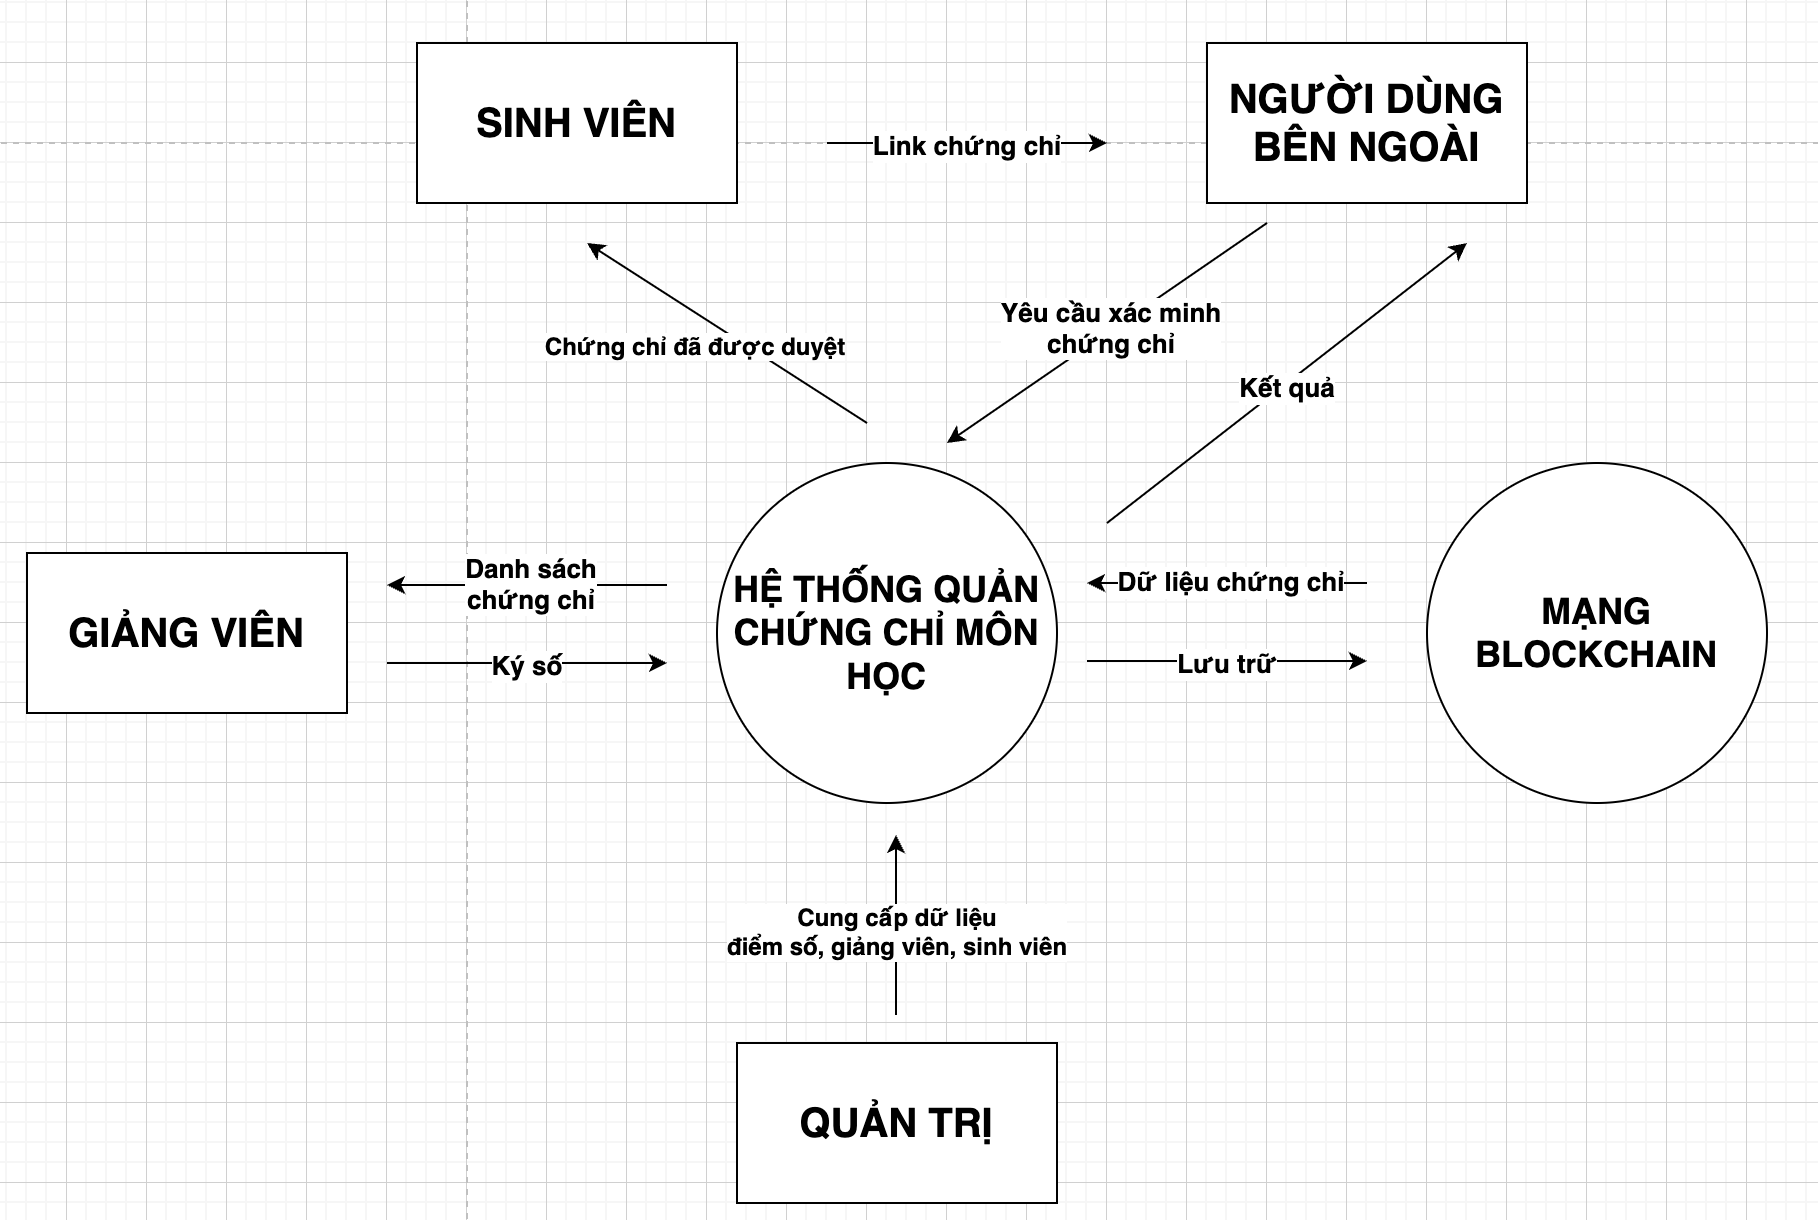 SINH VIÊN
Link chứng chỉ
NGƯỜI DÙNG
BÊN NGOÀI
Chứng chỉ đã được duyệt
Yêu cầu xác minh
chứng chỉ
Kết quả
GIẢNG VIÊN
Danh sách
chứng chỉ
Ký số
HỆ THỐNG QUẢN
CHỨNG CHỈ MÔN
HỌC
Dữ liệu chứng chỉ
Lưu trữ
MẠNG
BLOCKCHAIN
Cung cấp dữ liệu
điểm số, giảng viên, sinh viên
QUẢN TRỊ